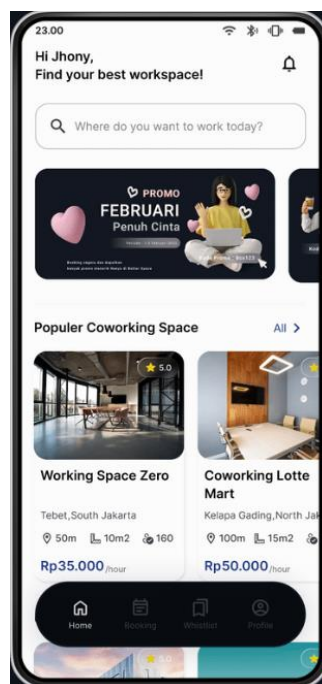 23.00
Hi Jhony,
Find your best workspace!
Where do you want to work today?
PROMO
FEBRUARI
Penuh Cinta
Populer Coworking Space
All >
5.0
Working Space Zero
Tebet,South Jakarta
50m 10m2 160
Rp35.000 /hour
Coworking Lotte
Mart
Kelapa Gading,North Jak
100m 15m2
Rp50.000 /hour
Home
Booking
Whistlist
Profile
5.0